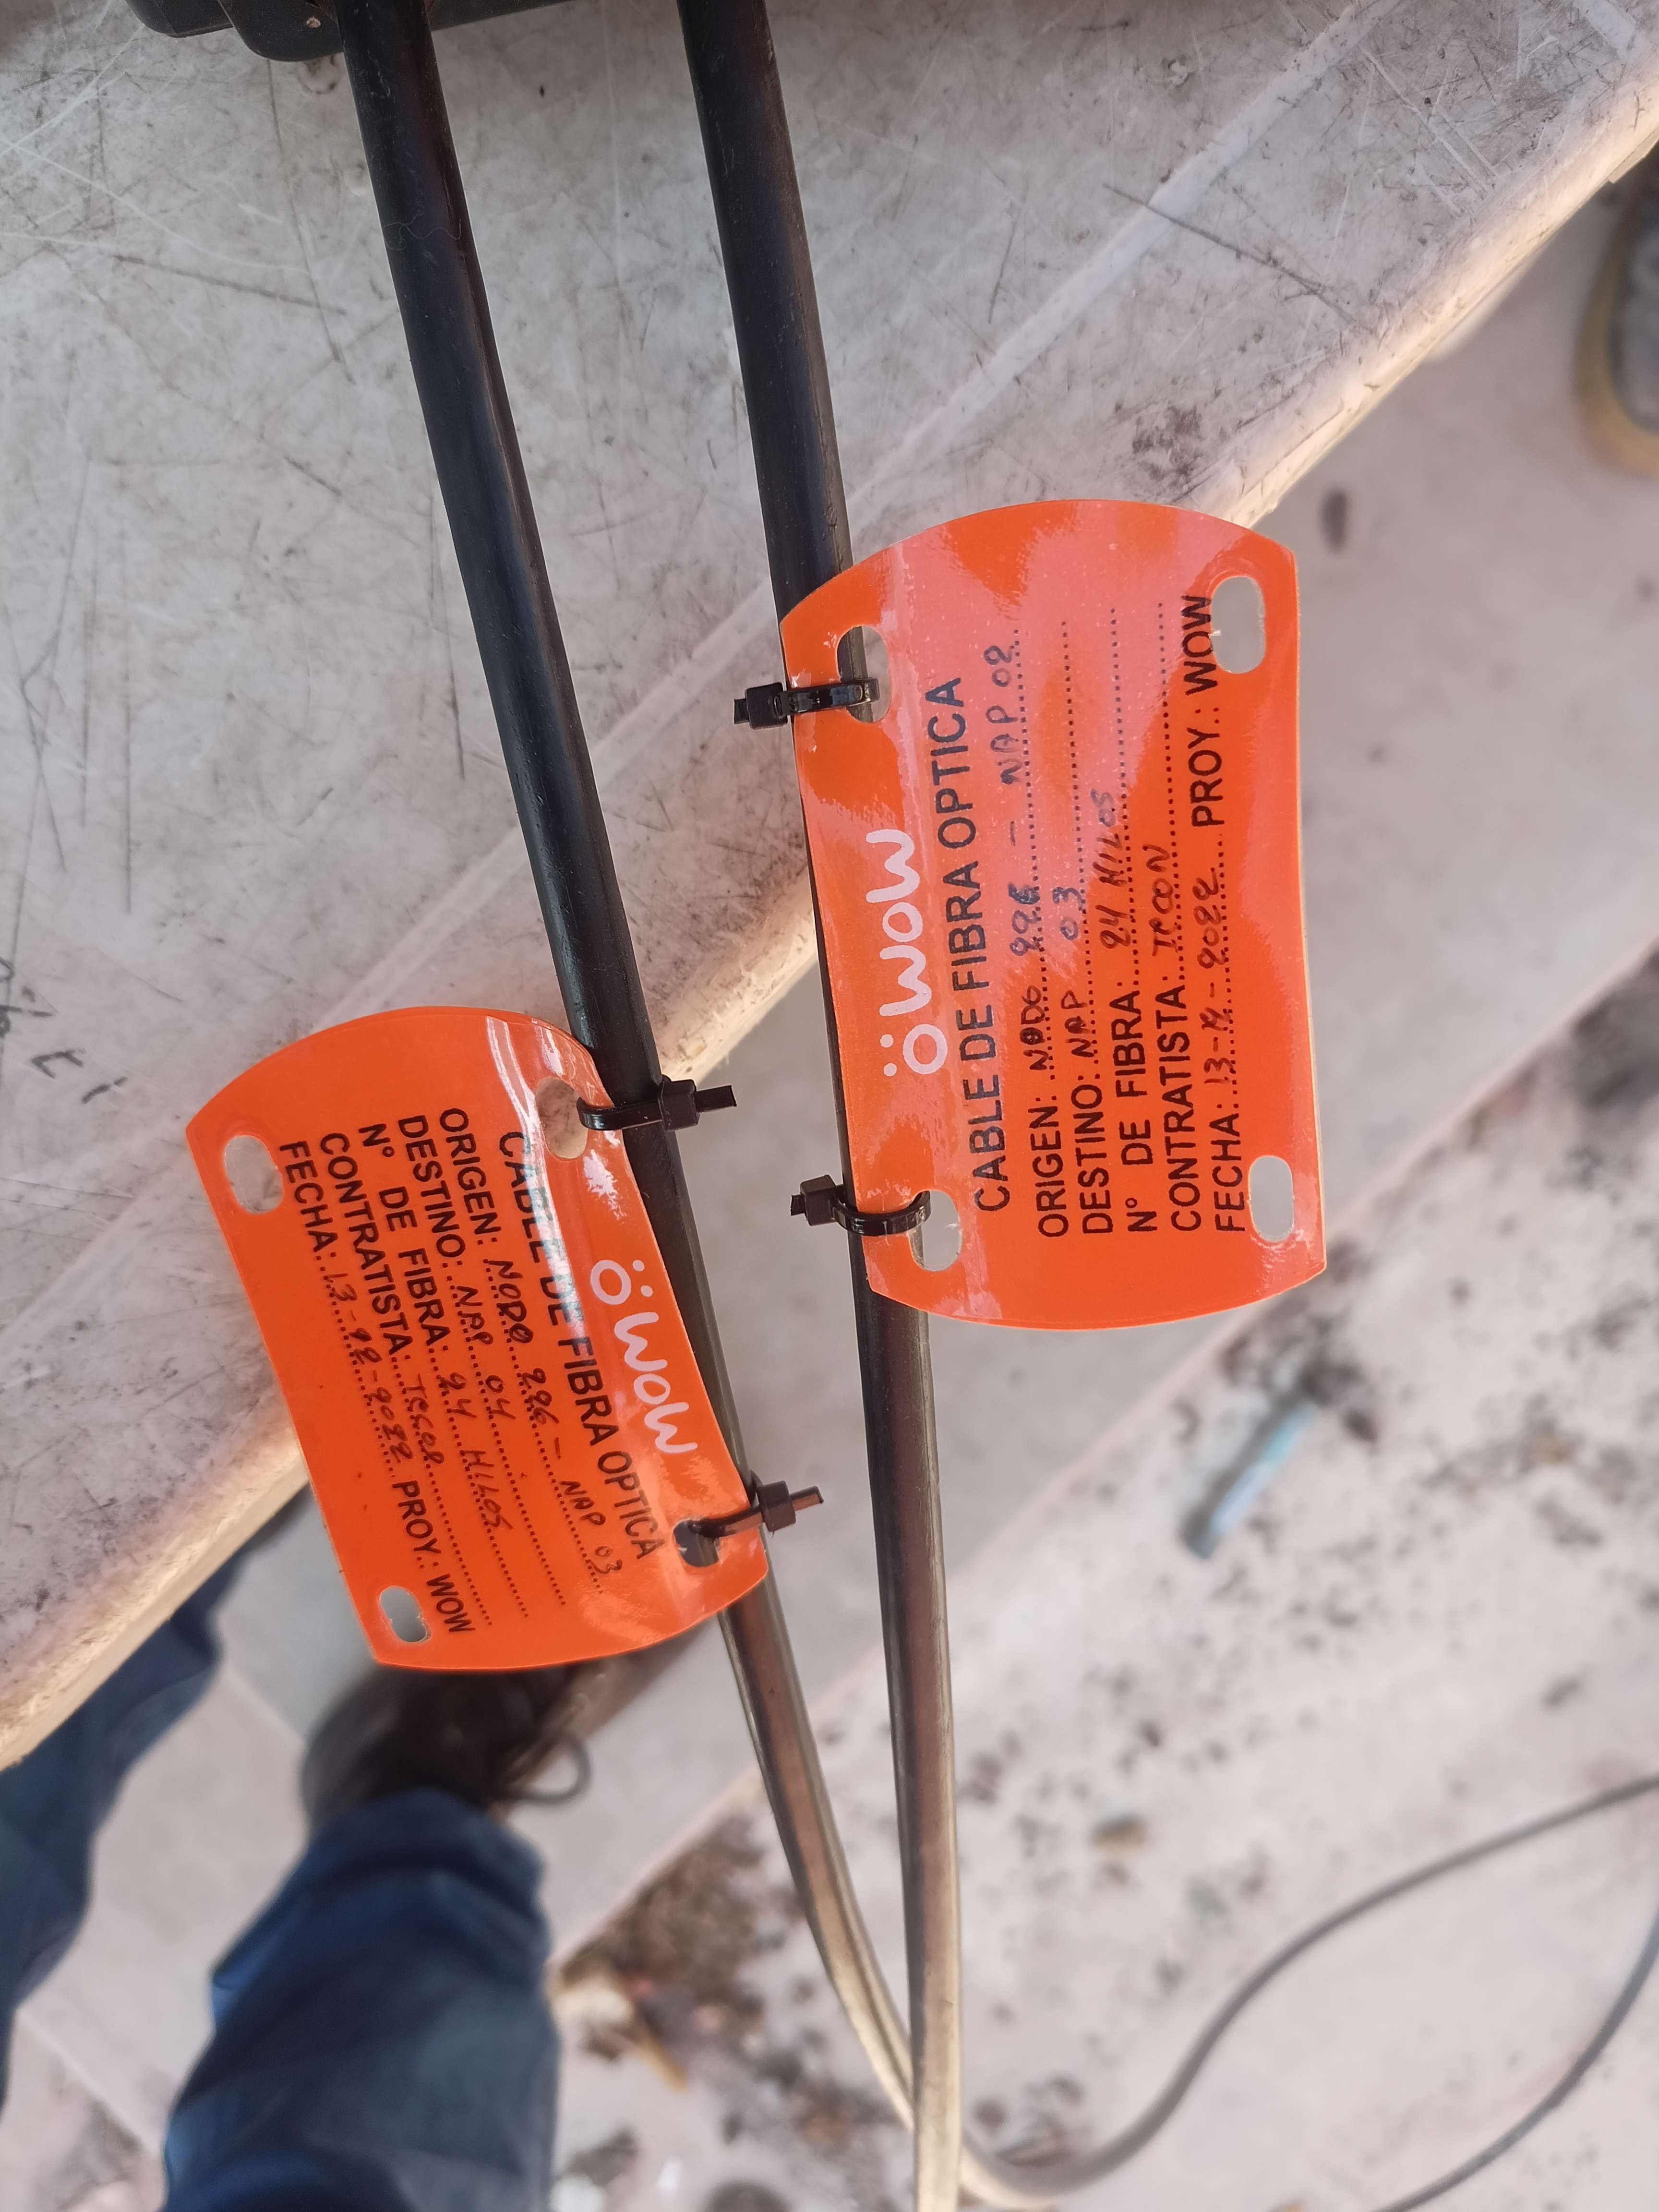 öwow
CABLE DE FIBRA OPTICA
ORIGEN: NODO 226 - NAP 03
DESTINO: NAP 04
N° DE FIBRA: 24 HILOS
CONTRATISTA:
FECHA: 13- -2022 PROY.: WOW
öwow
CABLE DE FIBRA OPTICA
ORIGEN: NODO 226 - NAP 02
DESTINO: NAP 03
N° DE FIBRA: 24 HILOS
CONTRATISTA:
FECHA: 13- -2022 PROY.: WOW